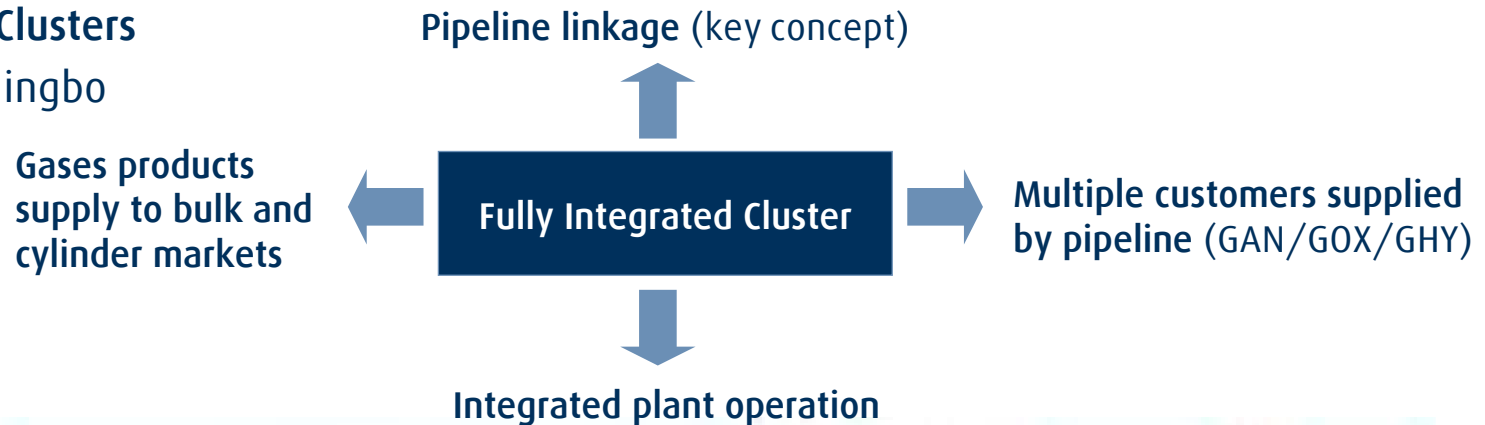 Clusters
ingbo
Pipeline linkage (key concept)
Gases products
supply to bulk and
cylinder markets
Fully Integrated Cluster
Multiple customers supplied
by pipeline (GAN/GOX/GHY)
Integrated plant operation